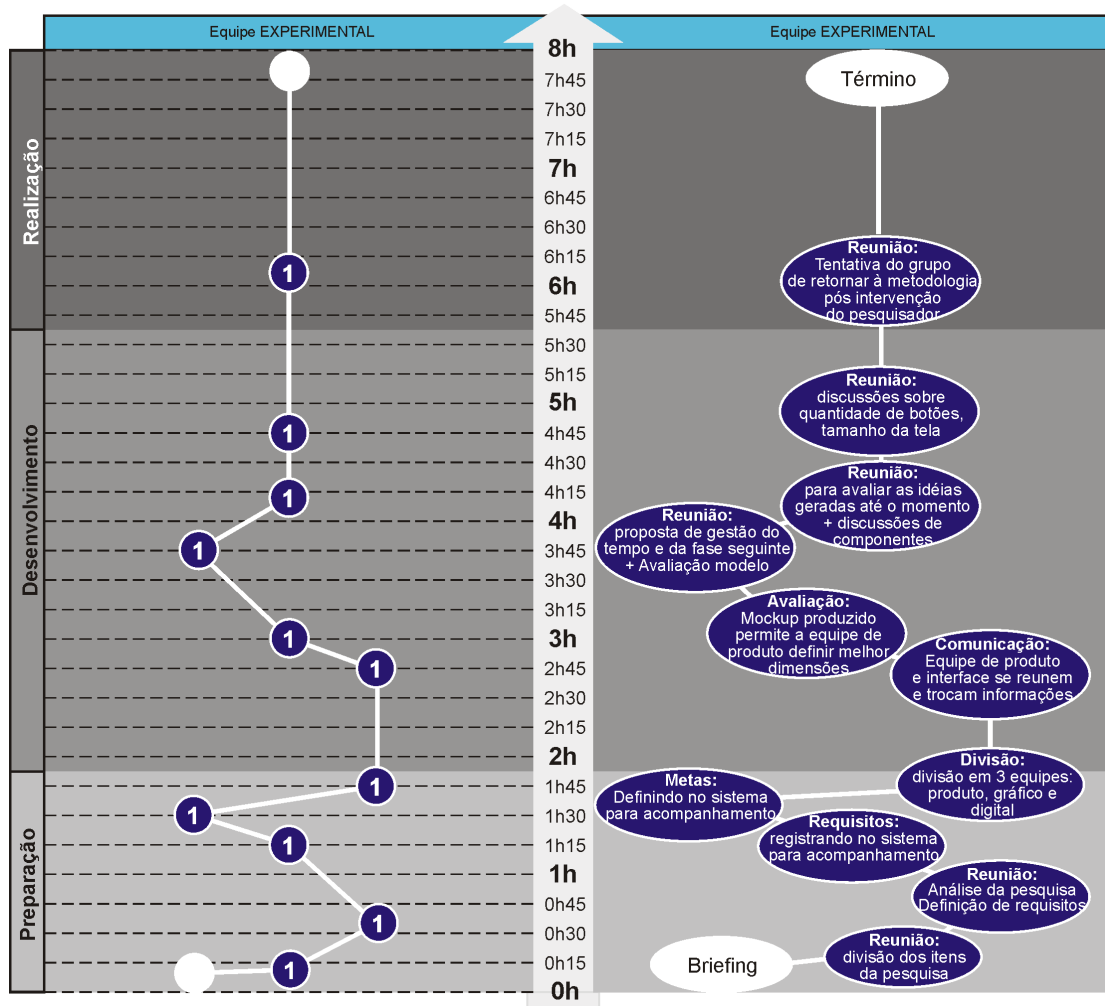 Equipe EXPERIMENTAL
Equipe EXPERIMENTAL
Realização
Desenvolvimento
Preparação
8h
7h45
7h30
7h15
7h
6h45
6h30
6h15
6h
5h45
5h30
5h15
5h
4h45
4h30
4h15
4h
3h45
3h30
3h15
3h
2h45
2h30
2h15
2h
1h45
1h30
1h15
1h
0h45
0h30
0h15
0h
1
1
1
1
1
1
1
1
1
1
1
Término
Reunião:
Tentativa do grupo
de retornar à metodologia
pós intervenção
do pesquisador
Reunião:
discussões sobre
quantidade de botões,
tamanho da tela
Reunião:
para avaliar as idéias
geradas até o momento
+ discussões de
componentes
Reunião:
proposta de gestão do
tempo e da fase seguinte
+ Avaliação modelo
Avaliação:
Mockup produzido
permite a equipe de
produto definir melhor
dimensões
Comunicação:
Equipe de produto
e interface se reunem
e trocam informações
Divisão:
divisão em 3 equipes:
produto, gráfico e
digital
Metas:
Definindo no sistema
para acompanhamento
Requisitos:
registrando no sistema
para acompanhamento
Reunião:
Análise da pesquisa
Definição de requisitos
Reunião:
divisão dos itens
da pesquisa
Briefing